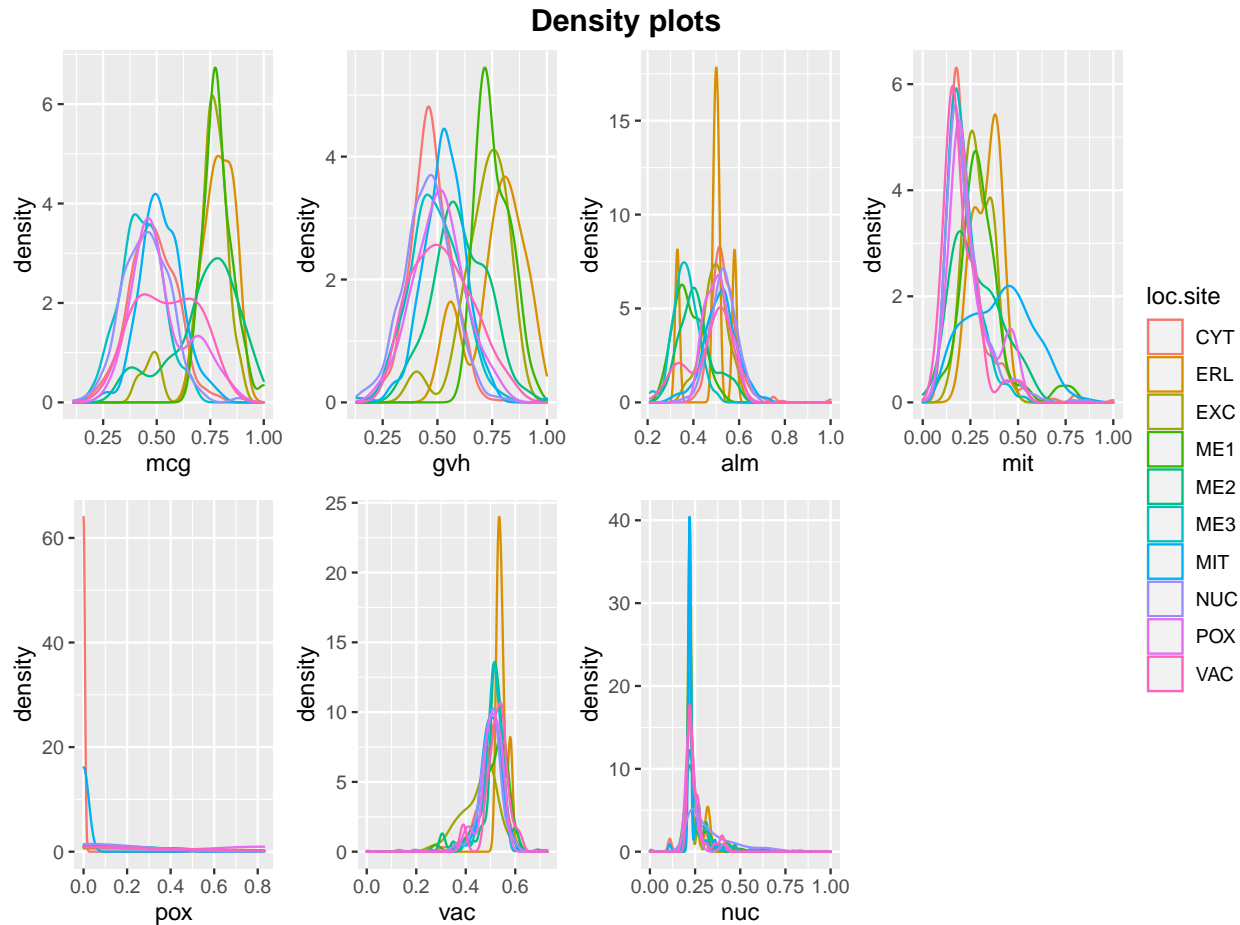 Density plots
density
6
4
2
0
0.25 0.50 0.75 1.00
mcg
density
4
2
0
0.25 0.50 0.75 1.00
gvh
density
15
10
5
0
0.2 0.4 0.6 0.8 1.0
alm
density
6
4
2
0
0.00 0.25 0.50 0.75 1.00
mit
density
60
40
20
0
0.0 0.2 0.4 0.6 0.8
pox
density
25
20
15
10
5
0
0.0 0.2 0.4 0.6
vac
density
40
30
20
10
0
0.00 0.25 0.50 0.75 1.00
nuc
loc.site
CYT
ERL
EXC
ME1
ME2
ME3
MIT
NUC
POX
VAC